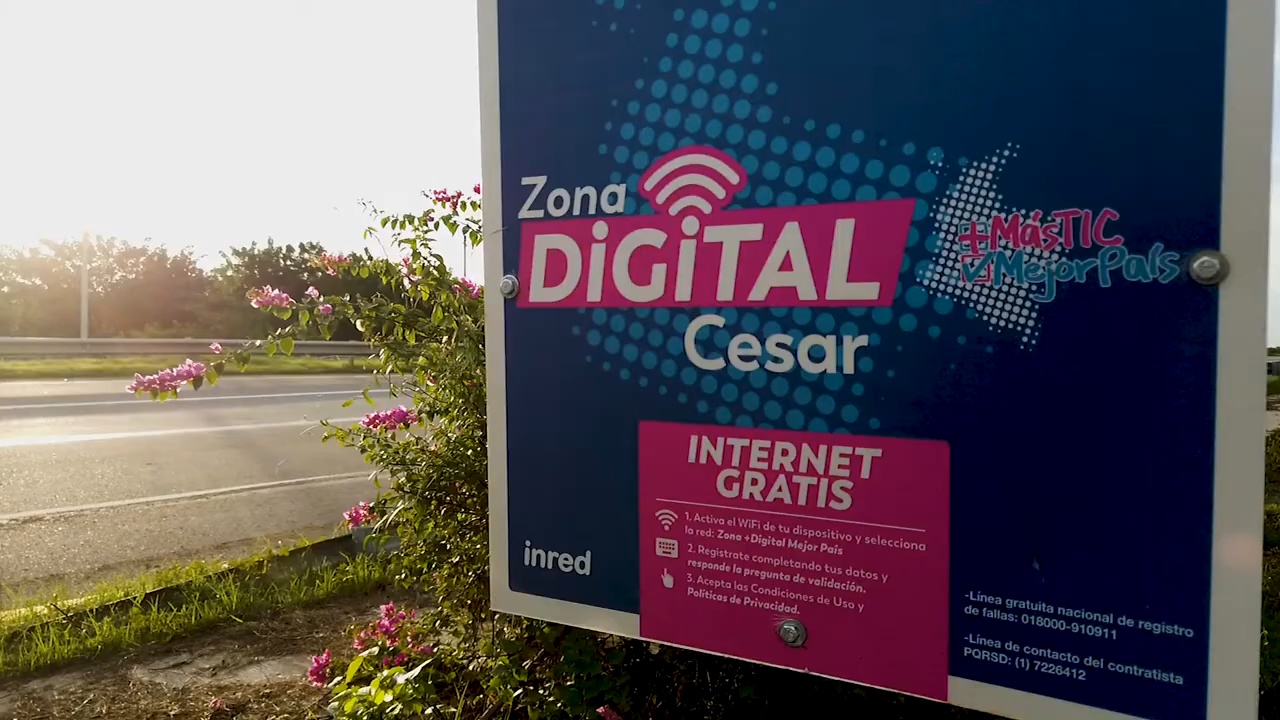 Zona
DiGiTAL
Cesar
+MásTIC
MejorPaís
INTERNET
GRATIS
1. Activa el WiFi de tu dispositivo y selecciona
la red: Zona +Digital Mejor País
2. Registrate completando tus datos y
responde la pregunta de validación.
3. Acepta las Condiciones de Uso y
Políticas de Privacidad.
inred
-Línea gratuita nacional de registro
de fallas: 018000-910911
-Línea de contacto del contratista
PQRSD: (1) 7226412